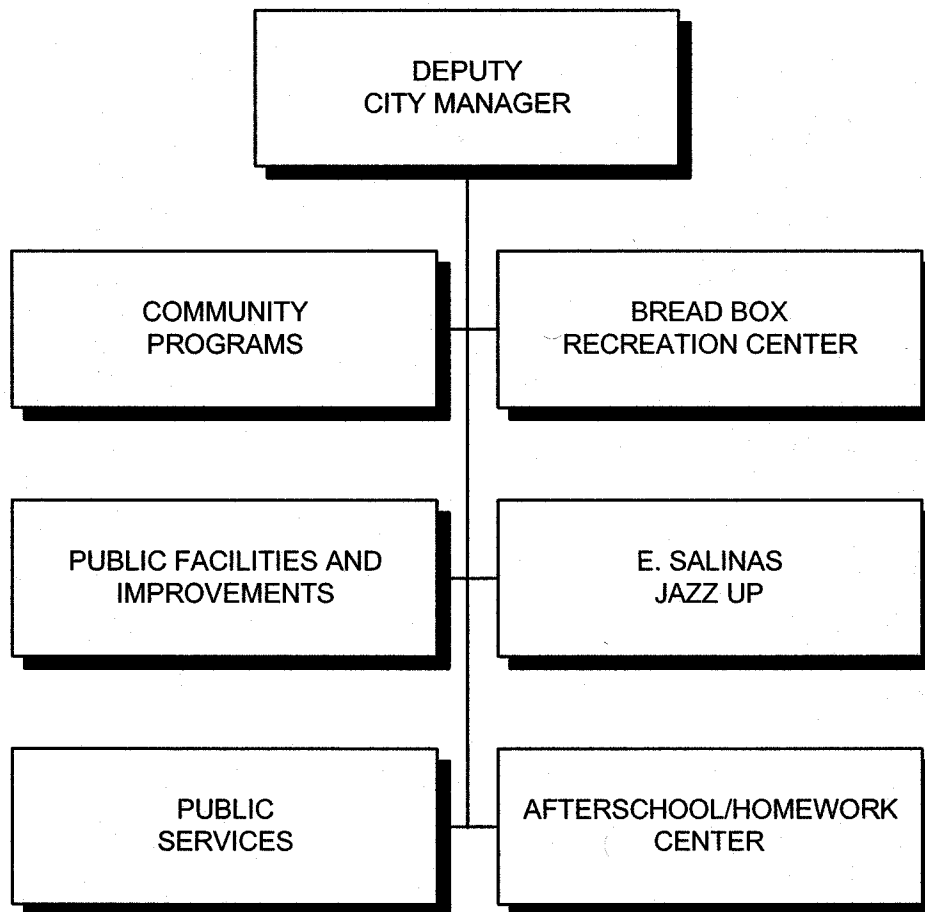 DEPUTY
CITY MANAGER
COMMUNITY
PROGRAMS
BREAD BOX
RECREATION CENTER
PUBLIC FACILITIES AND
IMPROVEMENTS
E. SALINAS
JAZZ UP
PUBLIC
SERVICES
AFTERSCHOOL/HOMEWORK
CENTER